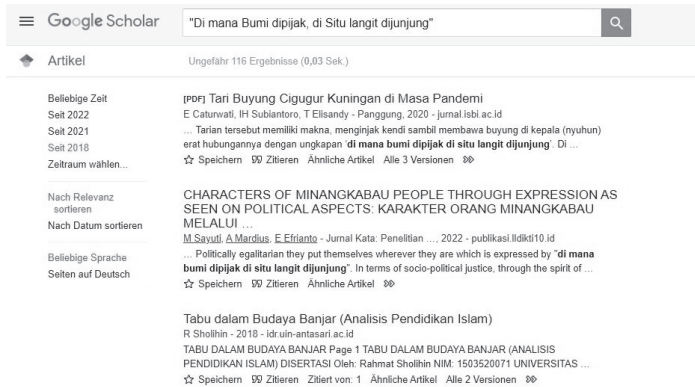 Google Scholar
"Di mana Bumi dipijak, di Situ langit dijunjung"
Artikel
Ungefähr 116 Ergebnisse (0,03 Sek.)
Beliebige Zeit
Seit 2022
Seit 2021
Seit 2018
Zeitraum wählen...
Nach Relevanz
sortieren
Nach Datum sortieren
Beliebige Sprache
Seiten auf Deutsch
[PDF] Tari Buyung Cigugur Kuningan di Masa Pandemi
E Caturwati, IH Subiantoro, T Elisandy - Panggung, 2020 - jurnal.isbi.ac.id
... Tarian tersebut memiliki makna, menginjak kendi sambil membawa buyung di kepala (nyuhun)
erat hubungannya dengan ungkapan 'di mana bumi dipijak di situ langit dijunjung'. Di ...
Speichern Zitieren Ähnliche Artikel Alle 3 Versionen
CHARACTERS OF MINANGKABAU PEOPLE THROUGH EXPRESSION AS
SEEN ON POLITICAL ASPECTS: KARAKTER ORANG MINANGKABAU
MELALUI ...
M Sayuti, A Mardius, E Efrianto - Jurnal Kata: Penelitian ..., 2022 - publikasi.lldikti10.id
... Politically egalitarian they put themselves wherever they are which is expressed by "di mana
bumi dipijak di situ langit dijunjung". In terms of socio-political justice, through the spirit of ...
Speichern Zitieren Ähnliche Artikel
Tabu dalam Budaya Banjar (Analisis Pendidikan Islam)
R Sholihin - 2018 - idr.uin-antasari.ac.id
TABU DALAM BUDAYA BANJAR Page 1 TABU DALAM BUDAYA BANJAR (ANALISIS
PENDIDIKAN ISLAM) DISERTASI Oleh: Rahmat Sholihin NIM: 1503520071 UNIVERSITAS ...
Speichern Zitieren Zitiert von: 1 Ähnliche Artikel Alle 2 Versionen